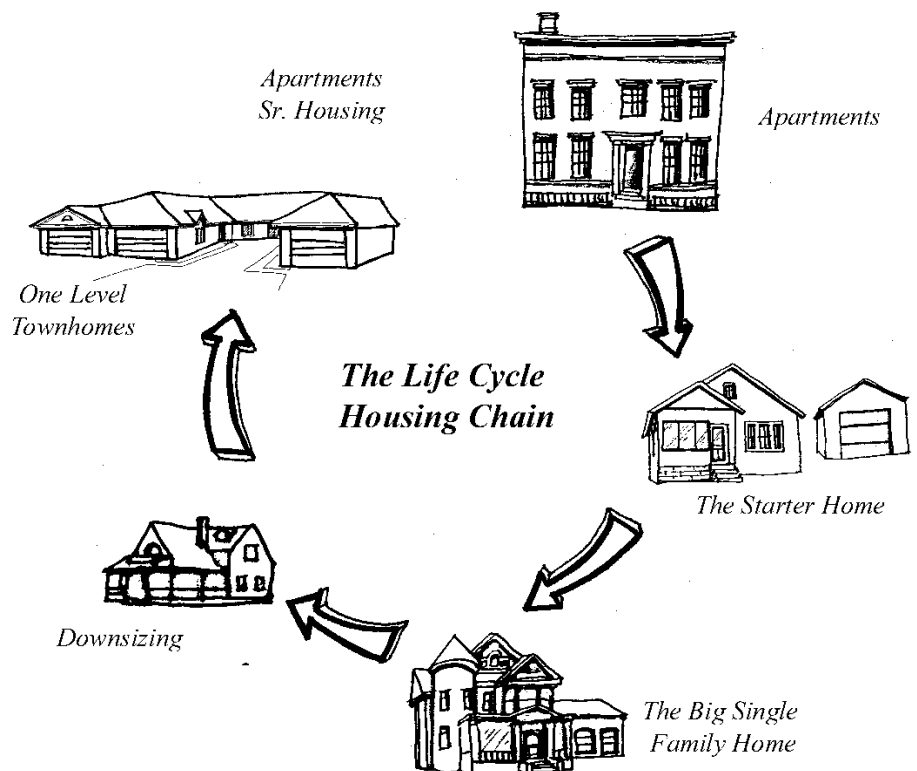 Apartments
Sr. Housing
Apartments
One Level
Townhomes
The Life Cycle
Housing Chain
The Starter Home
Downsizing
The Big Single
Family Home